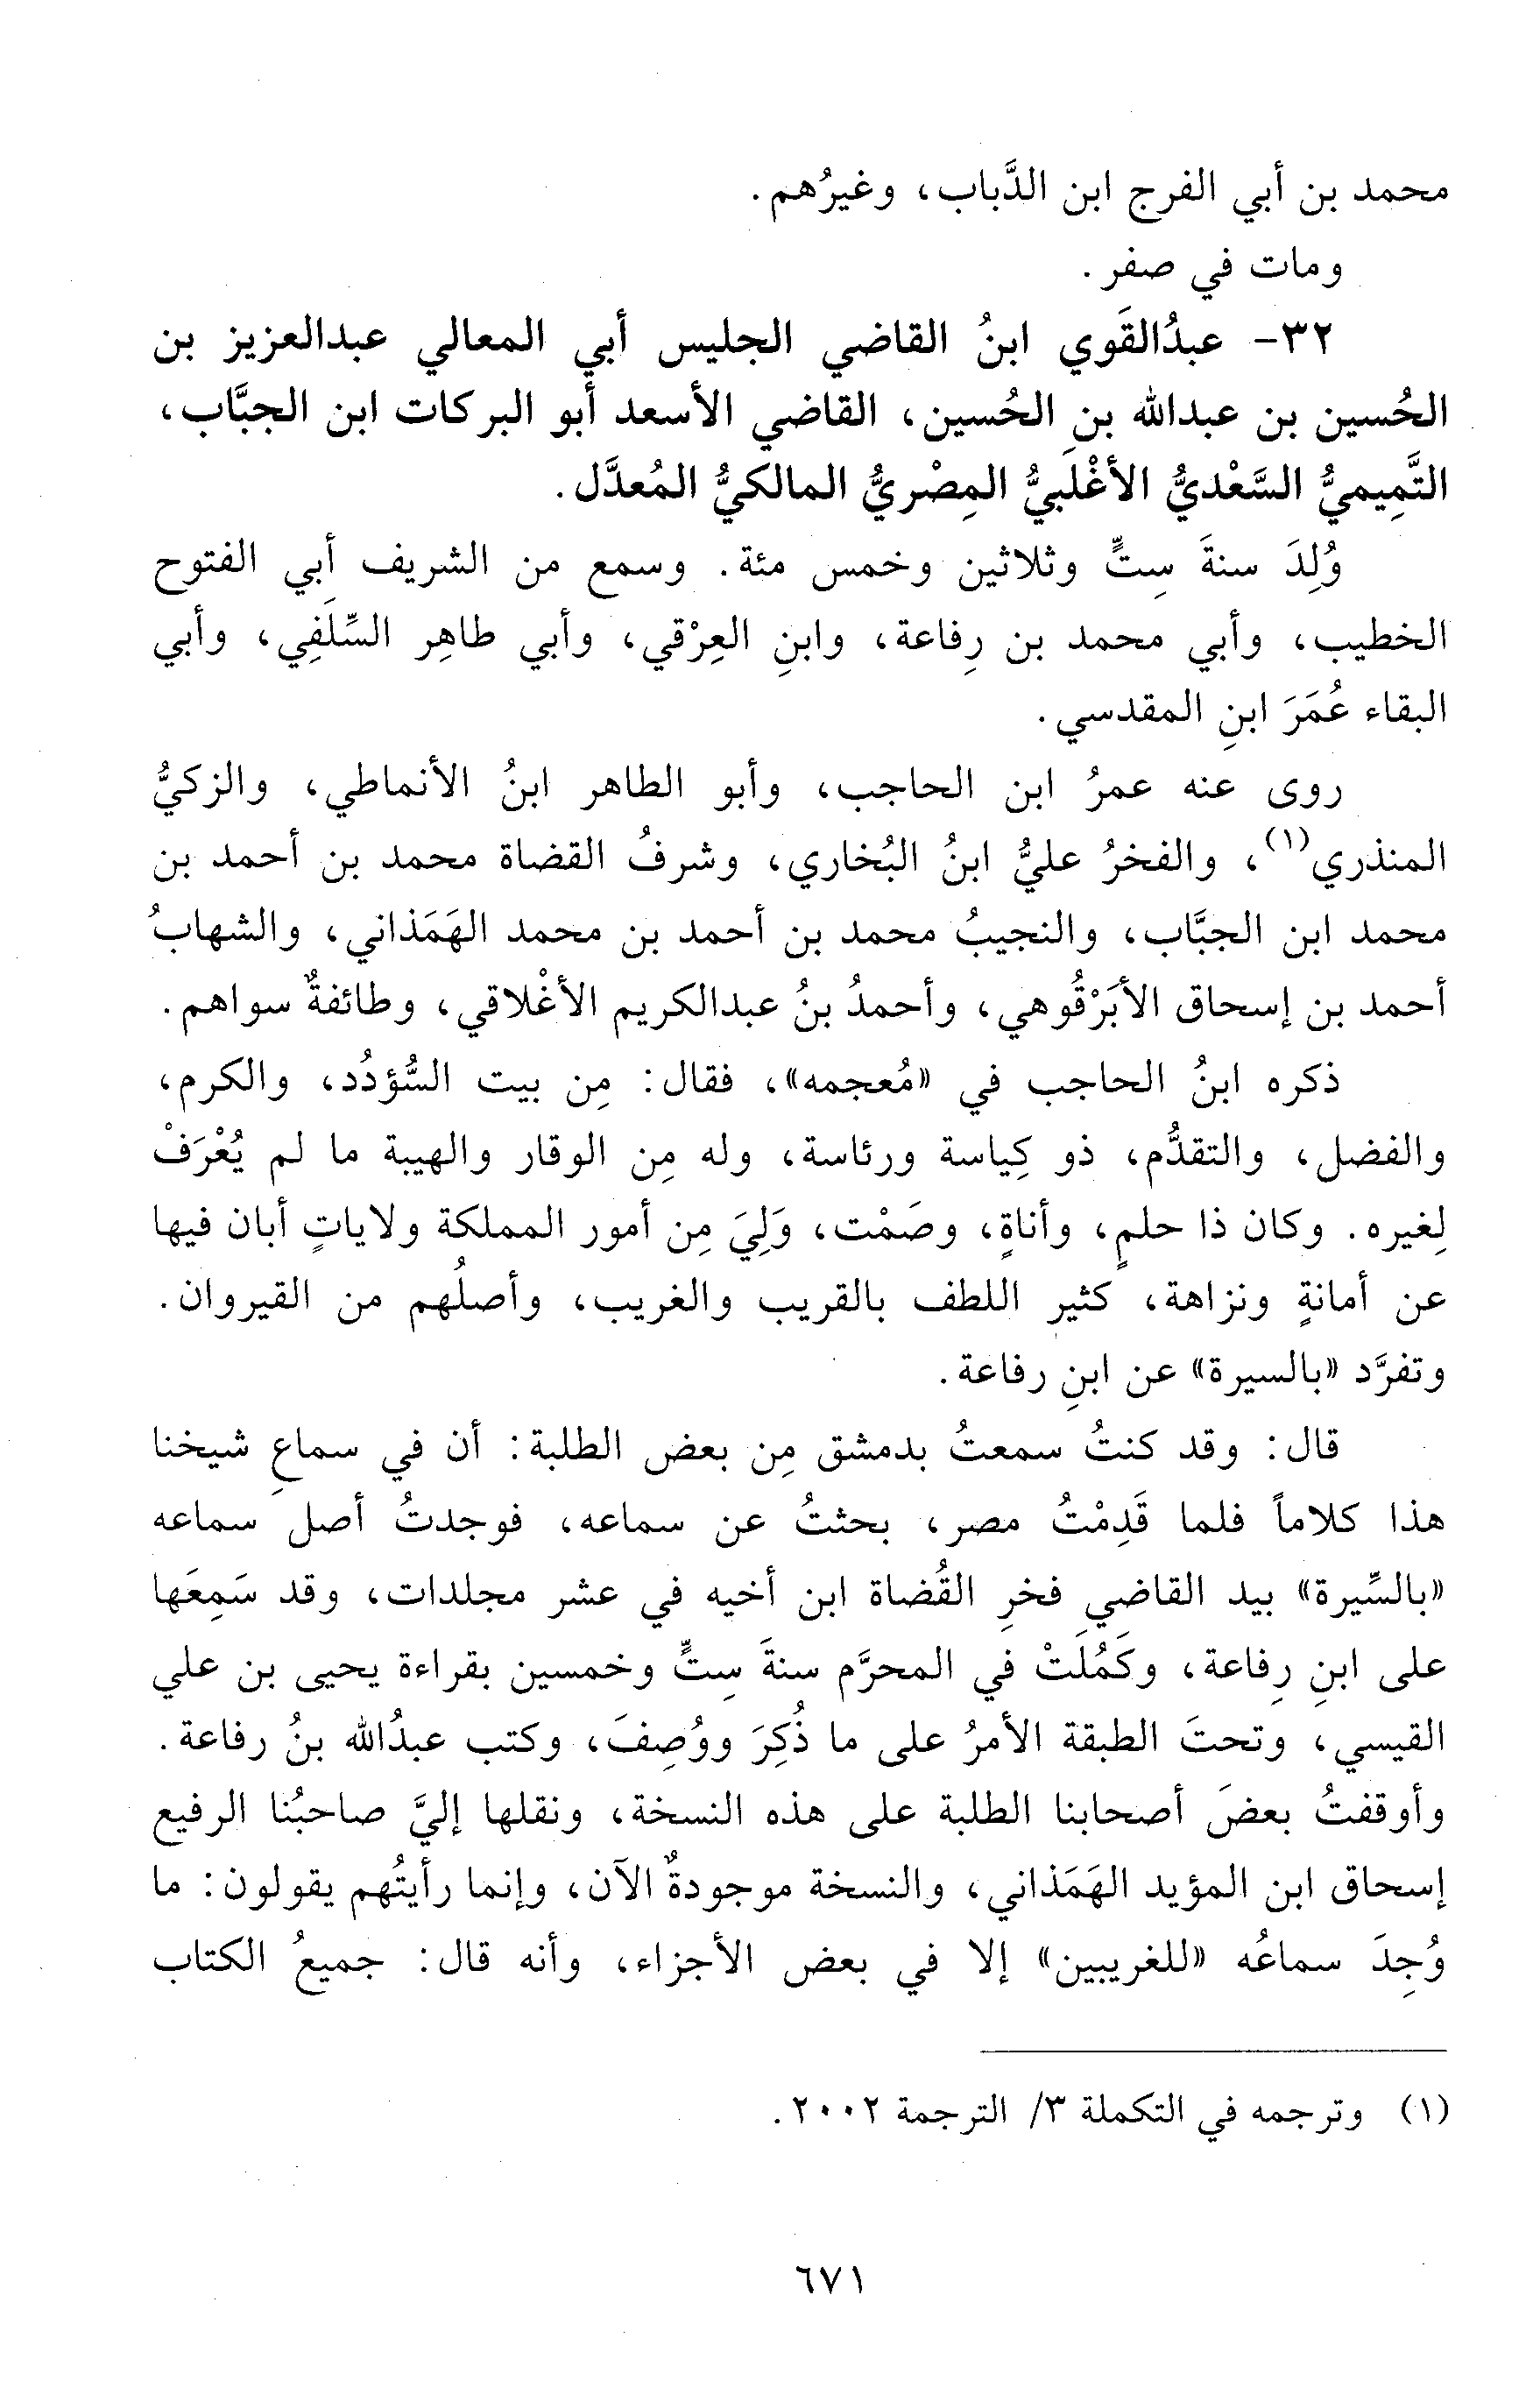 محمد بن أبي الفرج ابن الدَّباب، وغيرُهم.
ومات في صفر.
٣٢- عبدُالقَوي ابنُ القاضي الجليس أبي المعالي عبدالعزيز بن
الحُسين بن عبدالله بنِ الحُسين، القاضي الأسعد أبو البركات ابن الجبَّاب،
التَّمِيميُّ السَّعْديُّ الأغْلَبيُّ المِصْريُّ المالكيُّ المُعدَّل.
وُلِدَ سنةَ سِتٍّ وثلاثين وخمس مئة. وسمع من الشريف أبي الفتوح
الخطيب، وأبي محمد بن رِفاعة، وابنِ العِرْقي، وأبي طاهِر السِّلَفِي، وأبي
البقاء عُمَرَ ابنِ المقدسي.
روى عنه عمرُ ابن الحاجب، وأبو الطاهر ابنُ الأنماطي، والزكيُّ
المنذري(١)، والفخرُ عليُّ ابنُ البُخاري، وشرفُ القضاة محمد بن أحمد بن
محمد ابن الجبَّاب، والنجيبُ محمد بن أحمد بن محمد الهَمَذاني، والشهابُ
أحمد بن إسحاق الأبَرْقُوهي، وأحمدُ بنُ عبدالكريم الأغْلاقي، وطائفةٌ سواهم.
ذكره ابنُ الحاجب في «مُعجمه»، فقال: مِن بيت السُّؤدُد، والكرم،
والفضل، والتقدُّم، ذو كِياسة ورئاسة، وله مِن الوقار والهيبة ما لم يُعْرَفْ
لِغيره. وكان ذا حلمٍ، وأناةٍ، وصَمْت، وَلِيَ مِن أمور المملكة ولاياتٍ أبان فيها
عن أمانةٍ ونزاهة، كثير اللطف بالقريب والغريب، وأصلُهم من القيروان.
وتفرَّد «بالسيرة» عن ابنِ رفاعة.
قال: وقد كنتُ سمعتُ بدمشق مِن بعض الطلبة: أن في سماعِ شيخنا
هذا كلاماً فلما قَدِمْتُ مصر، بحثتُ عن سماعه، فوجدتُ أصل سماعه
«بالسِّيرة» بيد القاضي فخرِ القُضاة ابن أخيه في عشر مجلدات، وقد سَمِعَها
على ابنِ رِفاعة، وكَمُلَتْ في المحرَّم سنةَ سِتٍّ وخمسين بقراءة يحيى بن علي
القيسي، وتحتَ الطبقة الأمرُ على ما ذُكِرَ ووُصِفَ، وكتب عبدُالله بنُ رفاعة.
وأوقفتُ بعضَ أصحابنا الطلبة على هذه النسخة، ونقلها إليَّ صاحبُنا الرفيع
إسحاق ابن المؤيد الهَمَذاني، والنسخة موجودةٌ الآن، وإنما رأيتُهم يقولون: ما
وُجِدَ سماعُه «للغريبين» إلا في بعض الأجزاء، وأنه قال: جميعُ الكتاب
(١) وترجمه في التكملة ٣/ الترجمة ٢٠٠٢.
٦٧١